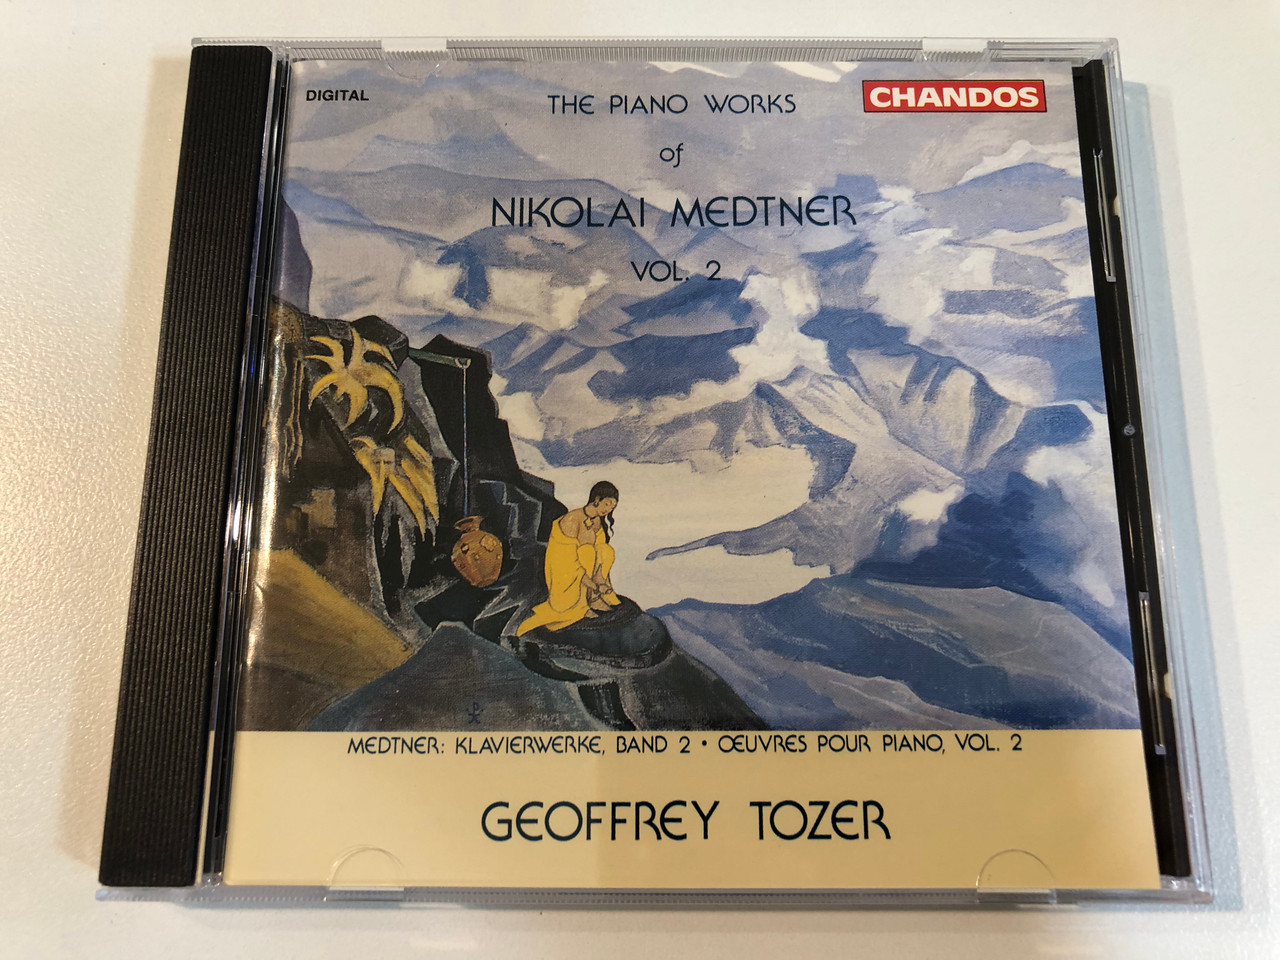 DIGITAL
THE PIANO WORKS
CHANDOS
of
NIKOLAI MEDTNER
VOL. 2
MEDTNER: KLAVIERWERKE, BAND 2 • ŒUVRES POUR PIANO, VOL. 2
GEOFFREY TOZER